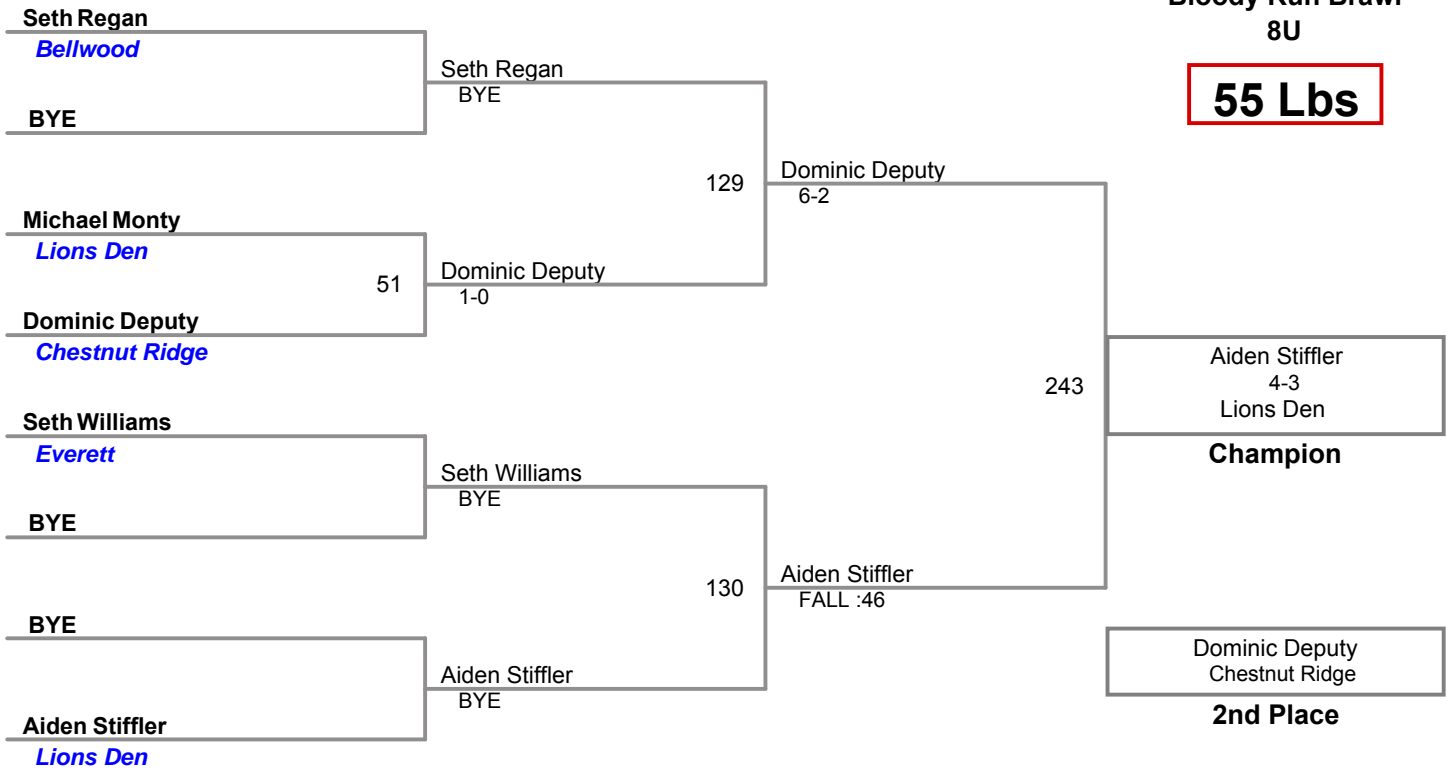 Bloody Run Brawl
8U
55 Lbs
Seth Regan
Bellwood
BYE
Michael Monty
Lions Den
Dominic Deputy
Chestnut Ridge
Seth Williams
Everett
BYE
BYE
Aiden Stiffler
Lions Den
51
Seth Regan
BYE
Dominic Deputy
1-0
Seth Williams
BYE
Aiden Stiffler
BYE
129
130
Dominic Deputy
6-2
Aiden Stiffler
FALL :46
243
Aiden Stiffler
4-3
Lions Den
Champion
Dominic Deputy
Chestnut Ridge
2nd Place